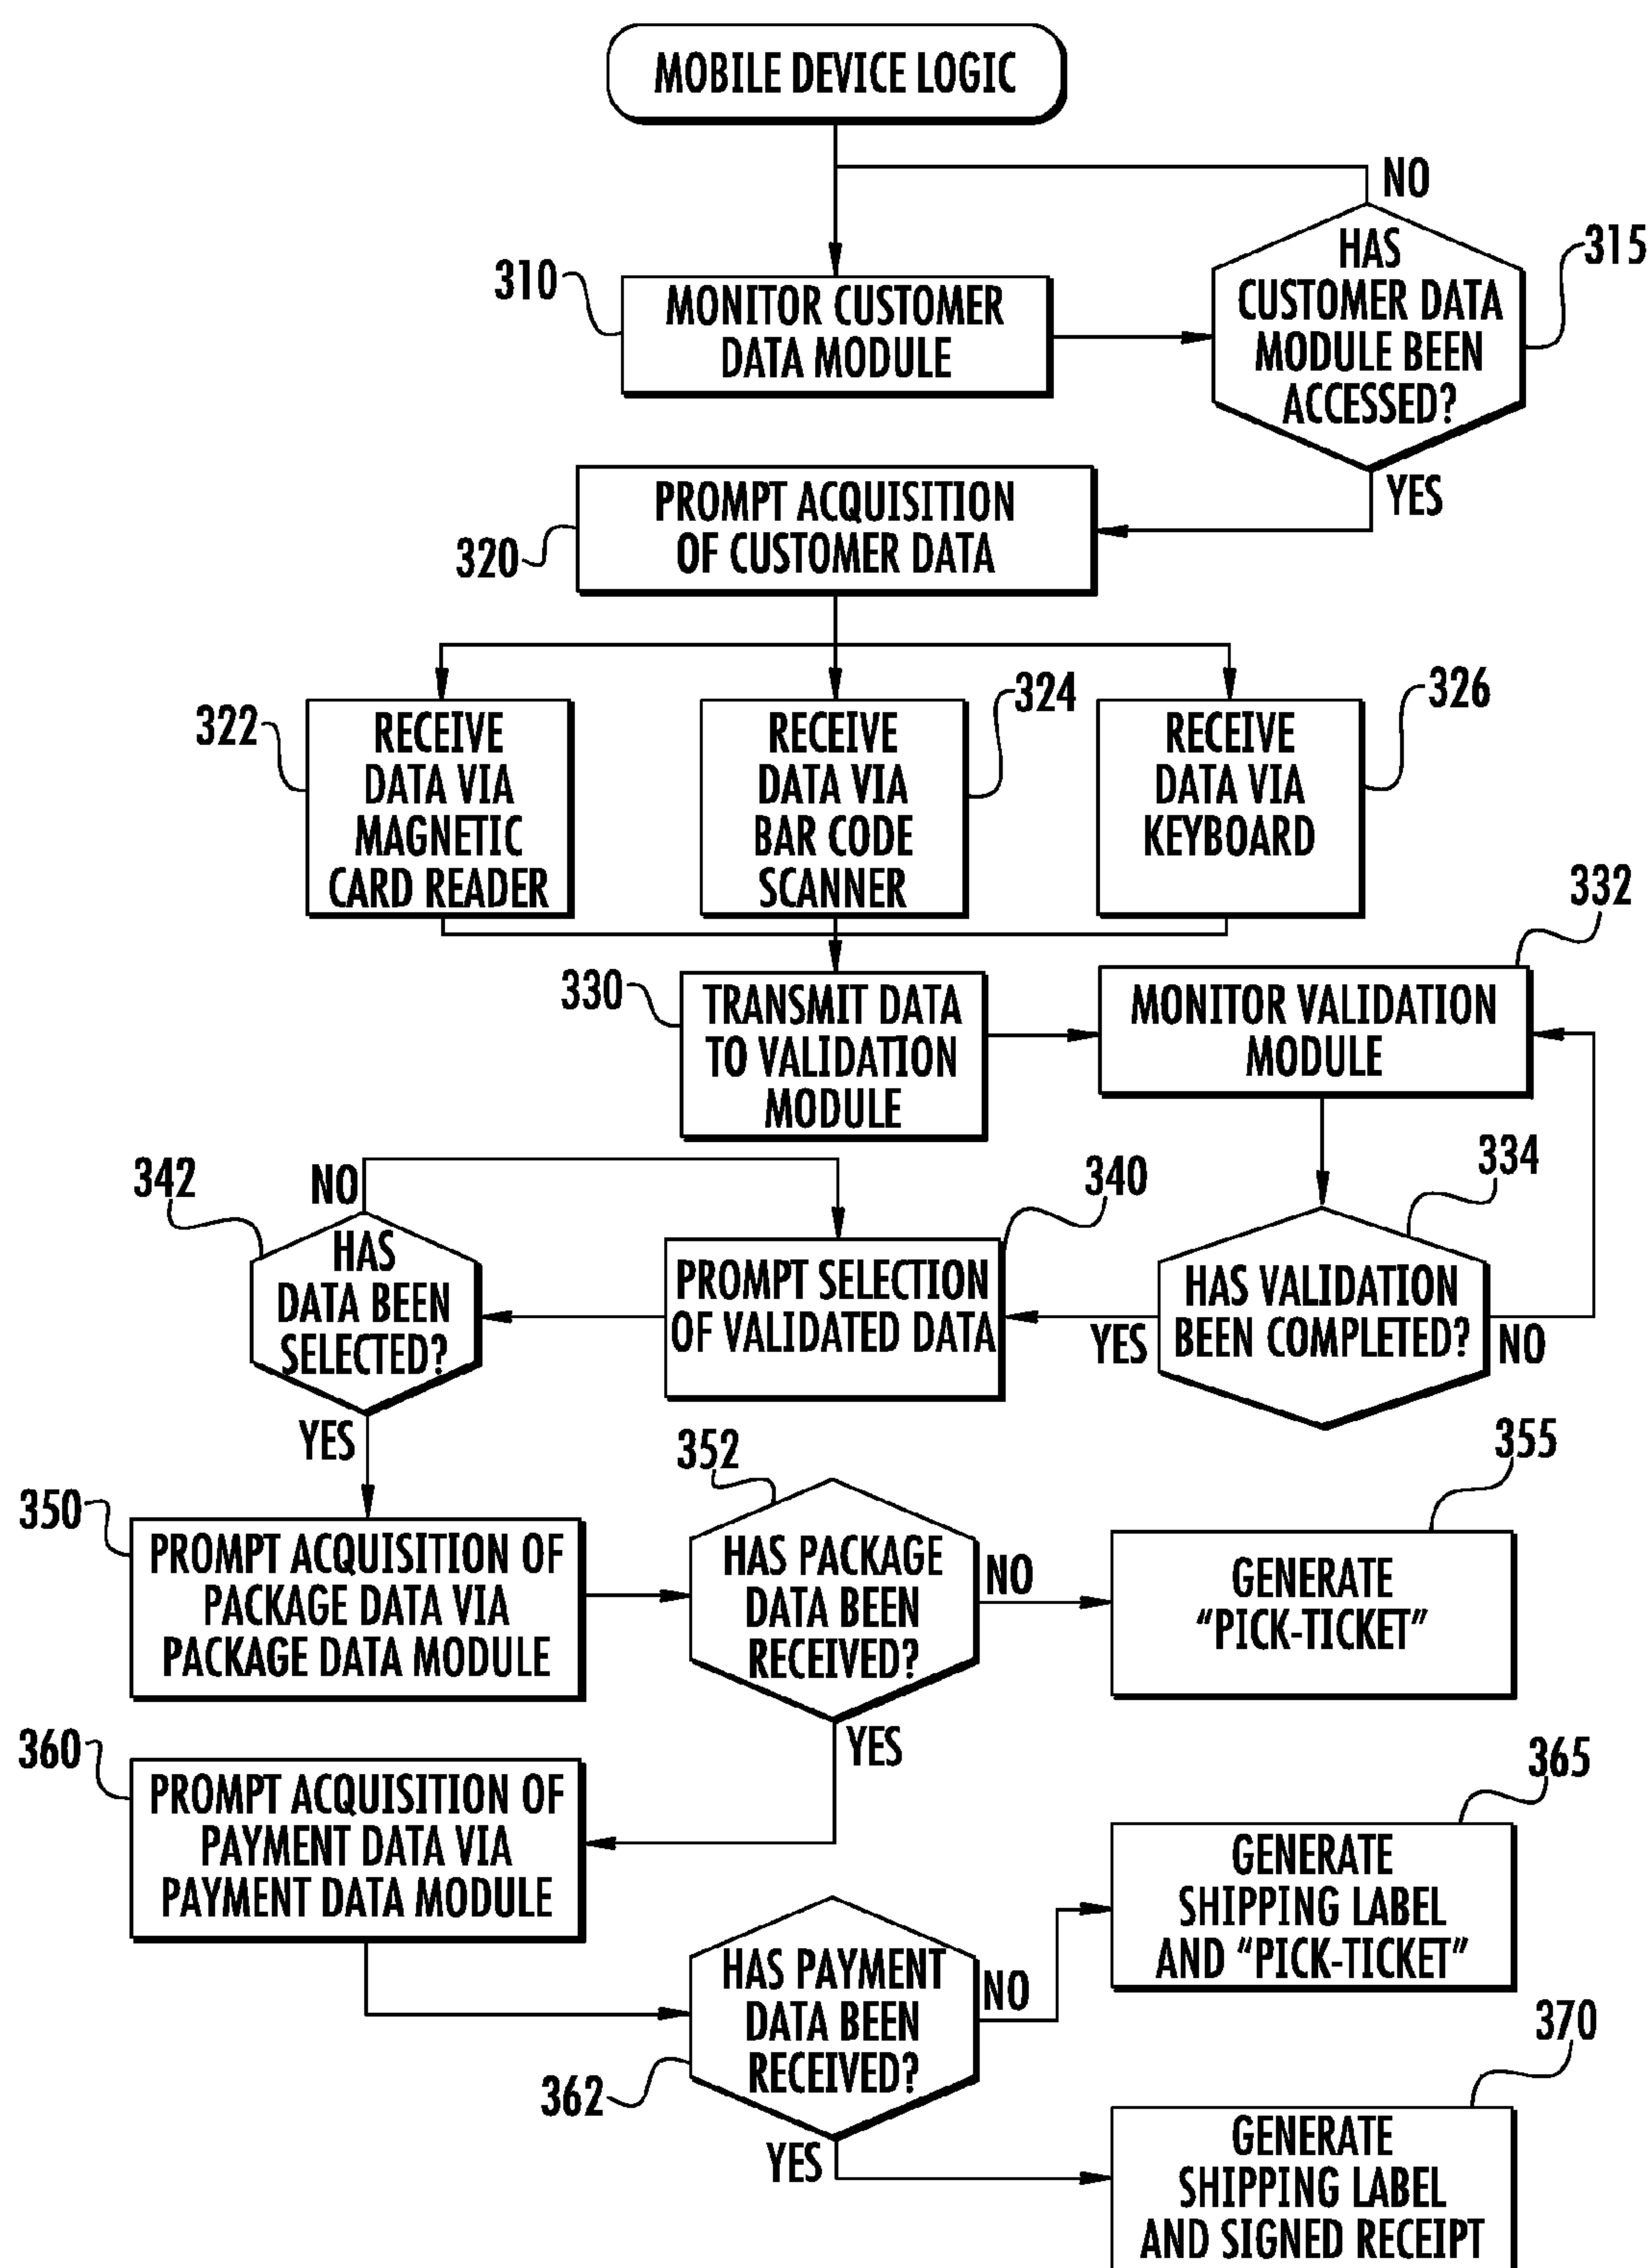 MOBILE DEVICE LOGIC
NO
310
MONITOR CUSTOMER
DATA MODULE
HAS
CUSTOMER DATA
MODULE BEEN
ACCESSED?
315
YES
320
PROMPT ACQUISITION
OF CUSTOMER DATA
322
RECEIVE
DATA VIA
MAGNETIC
CARD READER
324
RECEIVE
DATA VIA
BAR CODE
SCANNER
326
RECEIVE
DATA VIA
KEYBOARD
330
TRANSMIT DATA
TO VALIDATION
MODULE
332
MONITOR VALIDATION
MODULE
334
HAS VALIDATION
BEEN COMPLETED?
NO
YES
340
PROMPT SELECTION
OF VALIDATED DATA
342
NO
HAS
DATA BEEN
SELECTED?
YES
350
PROMPT ACQUISITION OF
PACKAGE DATA VIA
PACKAGE DATA MODULE
352
HAS PACKAGE
DATA BEEN
RECEIVED?
NO
355
GENERATE
“PICK-TICKET”
YES
360
PROMPT ACQUISITION OF
PAYMENT DATA VIA
PAYMENT DATA MODULE
362
HAS PAYMENT
DATA BEEN
RECEIVED?
NO
365
GENERATE
SHIPPING LABEL
AND “PICK-TICKET”
YES
370
GENERATE
SHIPPING LABEL
AND SIGNED RECEIPT